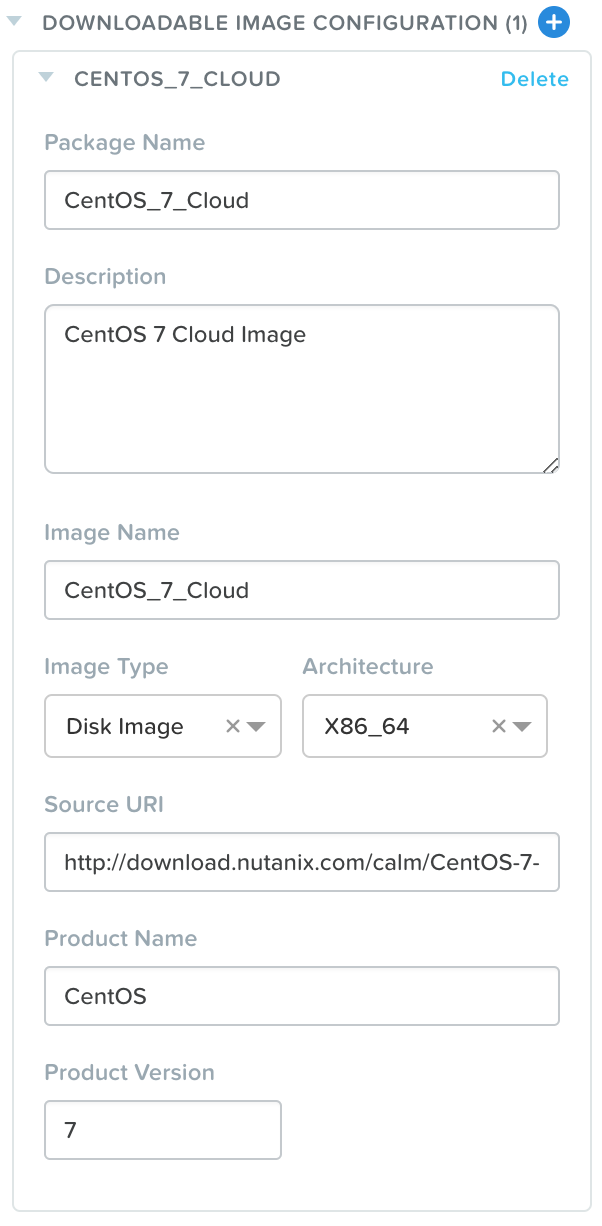 DOWNLOADABLE IMAGE CONFIGURATION (1)
CENTOS_7_CLOUD Delete
Package Name
CentOS_7_Cloud
Description
CentOS 7 Cloud Image
Image Name
CentOS_7_Cloud
Image Type Architecture
Disk Image X86_64
Source URI
http://download.nutanix.com/calm/CentOS-7-
Product Name
CentOS
Product Version
7